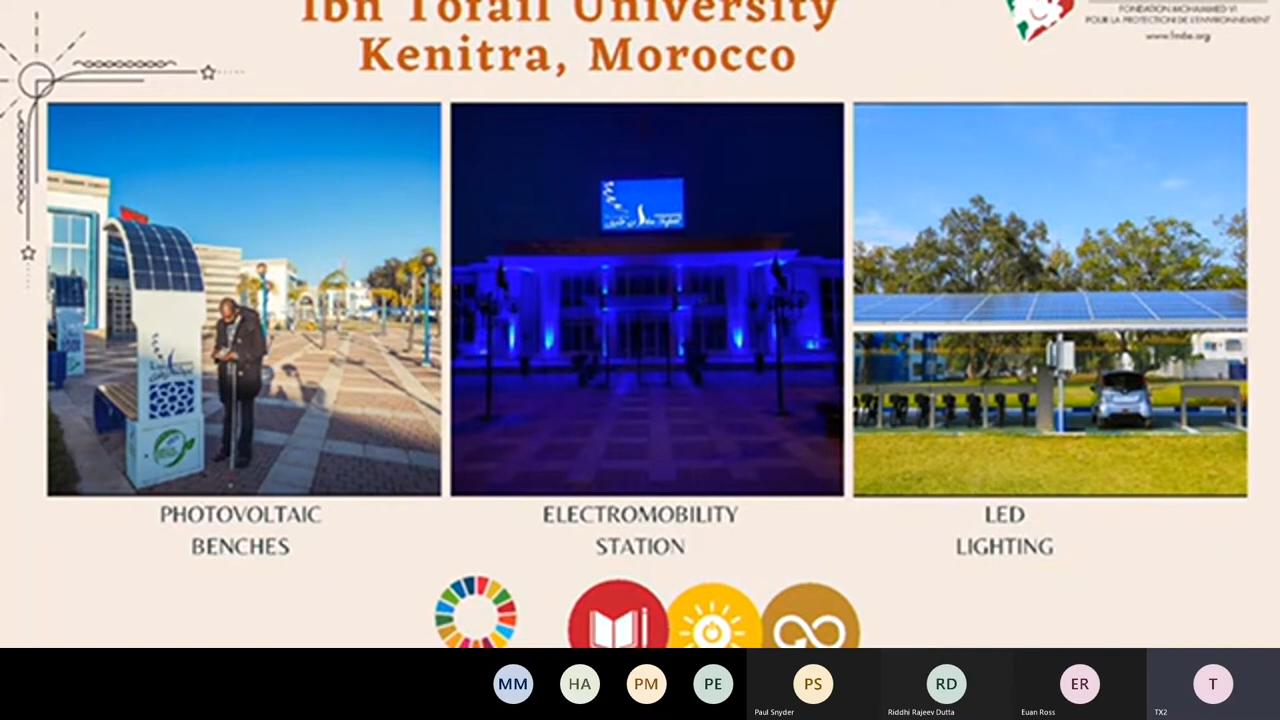 Ibn Tofail University
Kenitra, Morocco
FONDATION MOHAMMED VI
POUR LA PROTECTION DE L'ENVIRONNEMENT
www.fm6e.org
PHOTOVOLTAIC
BENCHES
ELECTROMOBILITY
STATION
LED
LIGHTING
MM
HA
PM
PE
PS
RD
ER
T
Paul Snyder
Riddhi Rajeev Dutta
Euan Ross
TX2